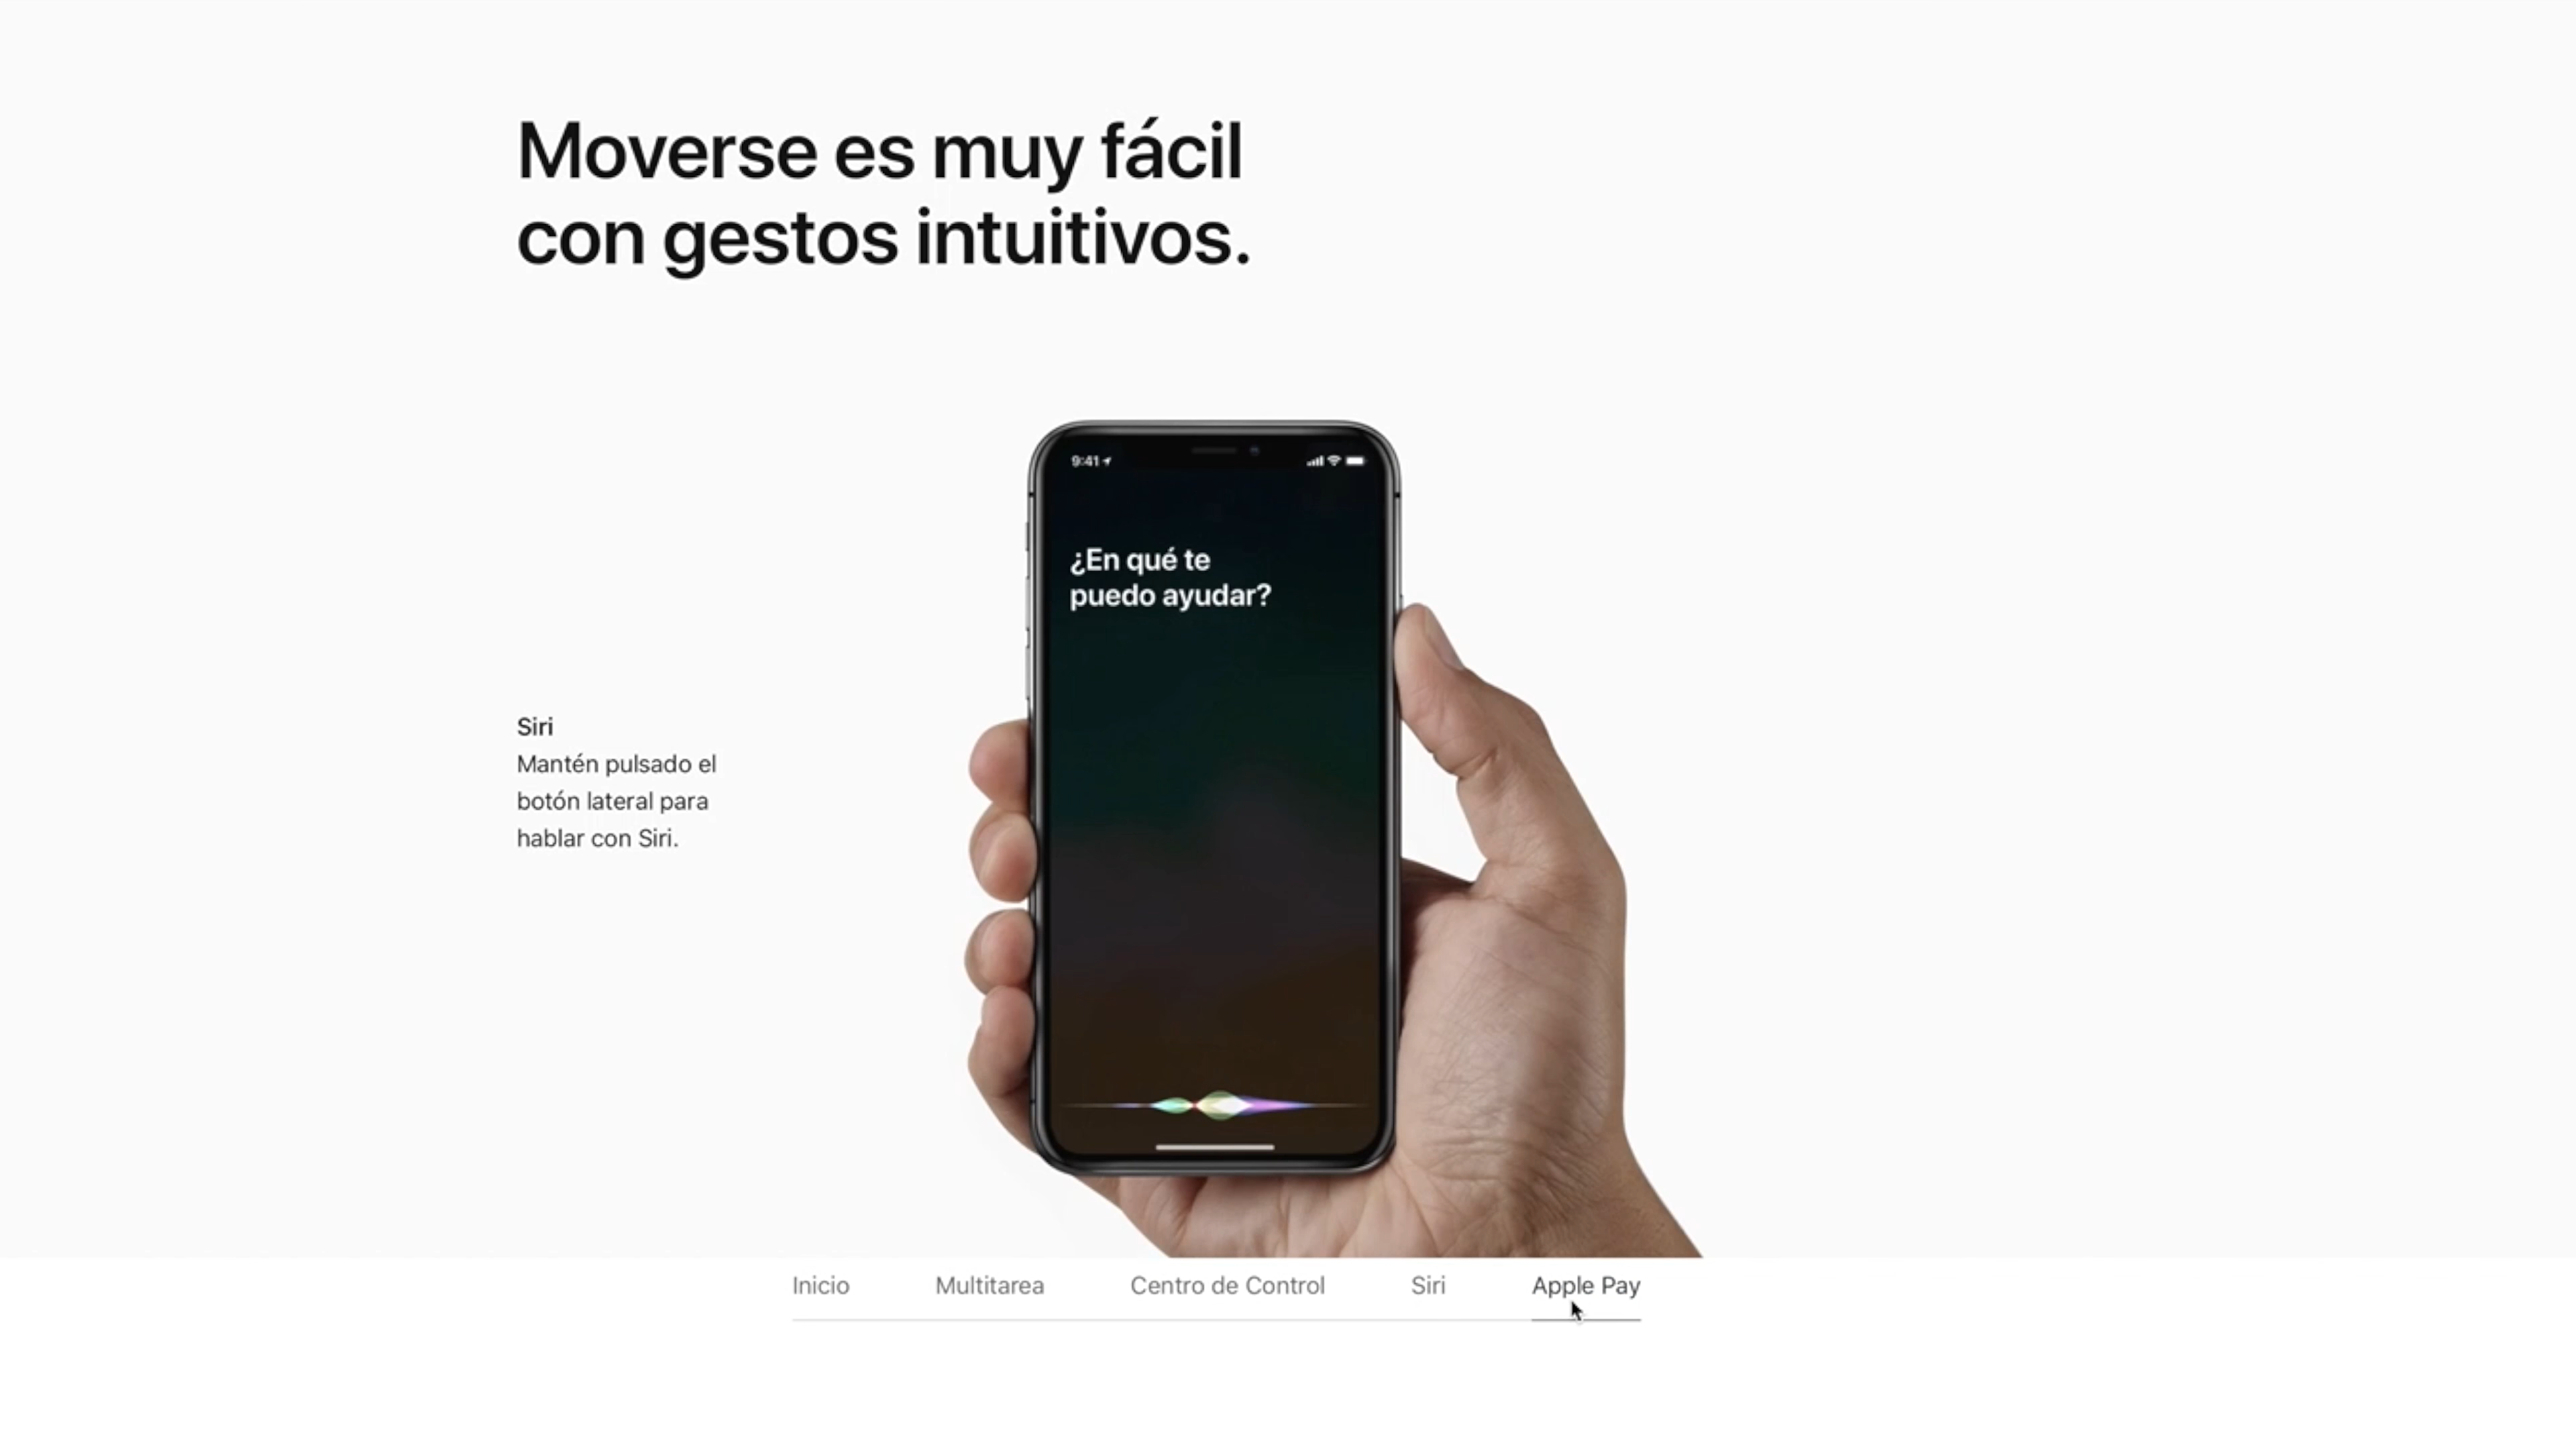 Moverse es muy fácil
con gestos intuitivos.
9:41
¿En qué te
puedo ayudar?
Siri
Mantén pulsado el
botón lateral para
hablar con Siri.
Inicio
Multitarea
Centro de Control
Siri
Apple Pay